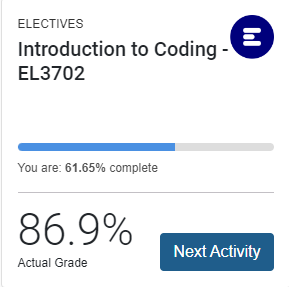 ELECTIVES
Introduction to Coding -
EL3702
You are: 61.65% complete
86.9%
Actual Grade
Next Activity